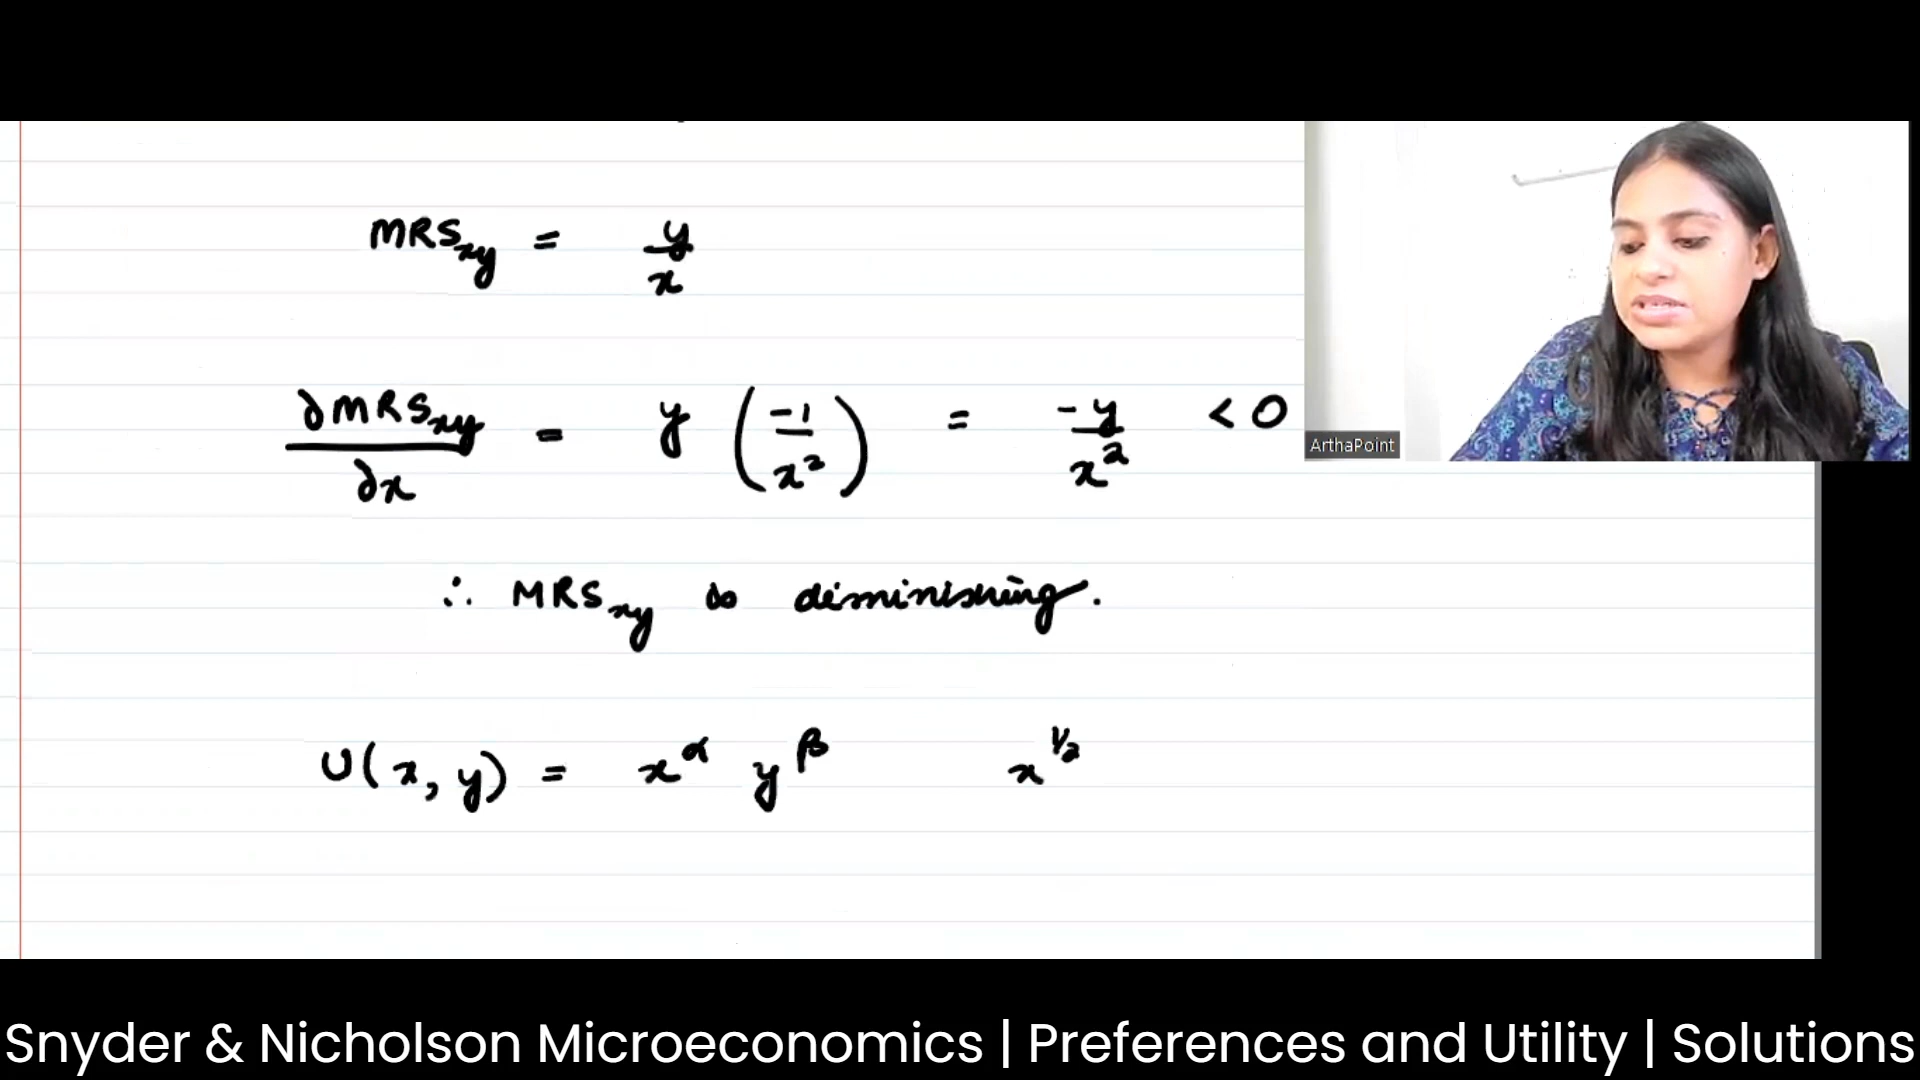 MRSxy = y/x
∂MRSxy/∂x = y (-1/x²) = -y/x² < 0
ArthaPoint
∴ MRSxy is diminishing.
U(x, y) = x^α y^β x^1/2
Snyder & Nicholson Microeconomics | Preferences and Utility | Solutions